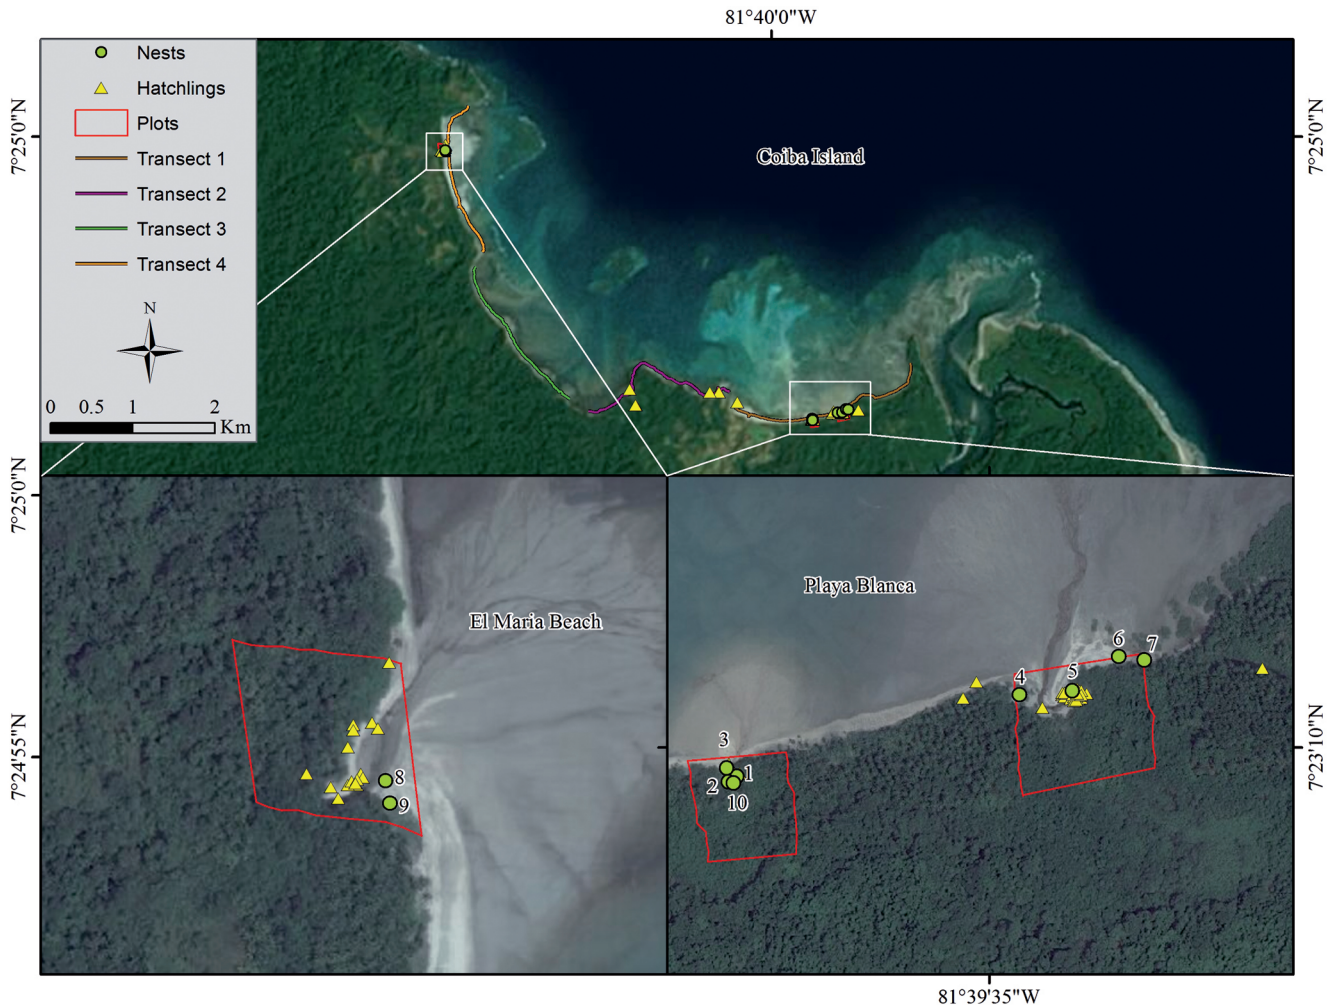 81°40'0"W
Nests
Hatchlings
Plots
Transect 1
Transect 2
Transect 3
Transect 4
N
0 0.5 1 2
Km
7°25'0"N
7°25'0"N
Coiba Island
7°25'0"N
7°24'55"N
El Maria Beach
8
9
Playa Blanca
6
7
4
5
3
1
2
10
7°23'10"N
81°39'35"W